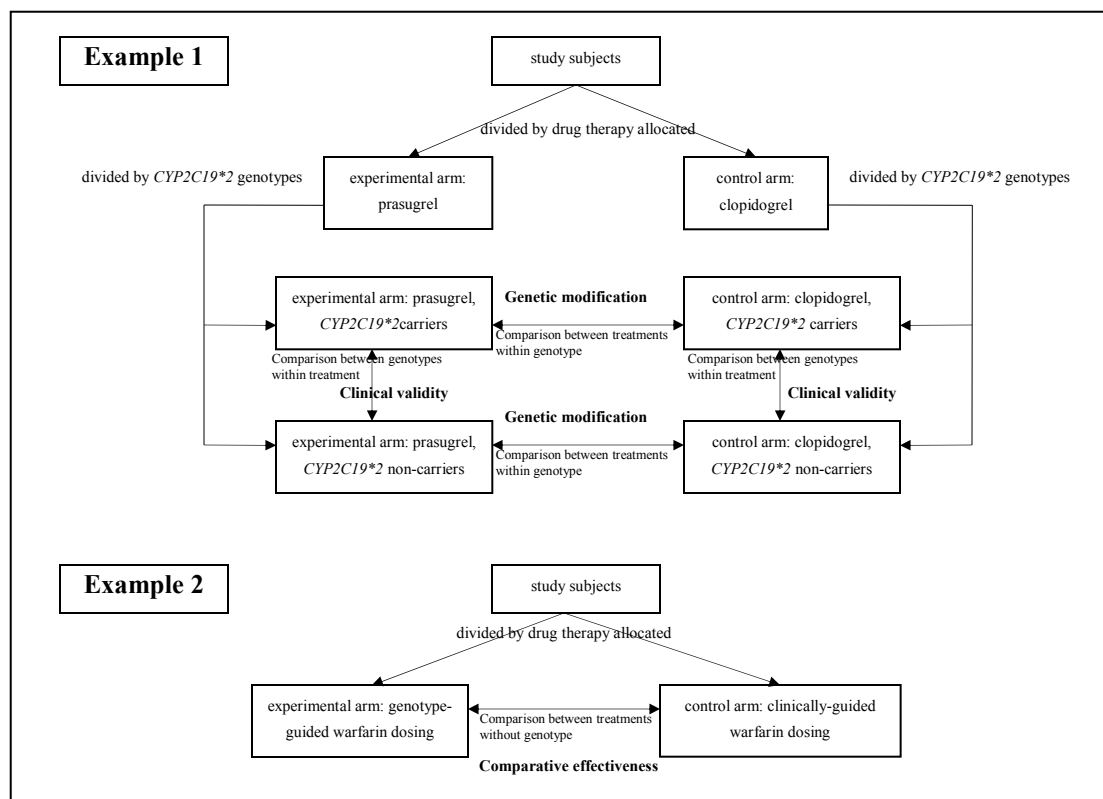 Example 1
study subjects
divided by drug therapy allocated
divided by CYP2C19*2 genotypes
experimental arm:
prasugrel
control arm:
clopidogrel
divided by CYP2C19*2 genotypes
experimental arm: prasugrel,
CYP2C19*2carriers
Genetic modification
Comparison between treatments
within genotype
control arm: clopidogrel,
CYP2C19*2 carriers
Comparison between genotypes
within treatment
Clinical validity
Comparison between genotypes
within treatment
Clinical validity
experimental arm: prasugrel,
CYP2C19*2 non-carriers
Genetic modification
Comparison between treatments
within genotype
control arm: clopidogrel,
CYP2C19*2 non-carriers
Example 2
study subjects
divided by drug therapy allocated
experimental arm: genotype-
guided warfarin dosing
Comparison between treatments
without genotype
Comparative effectiveness
control arm: clinically-guided
warfarin dosing